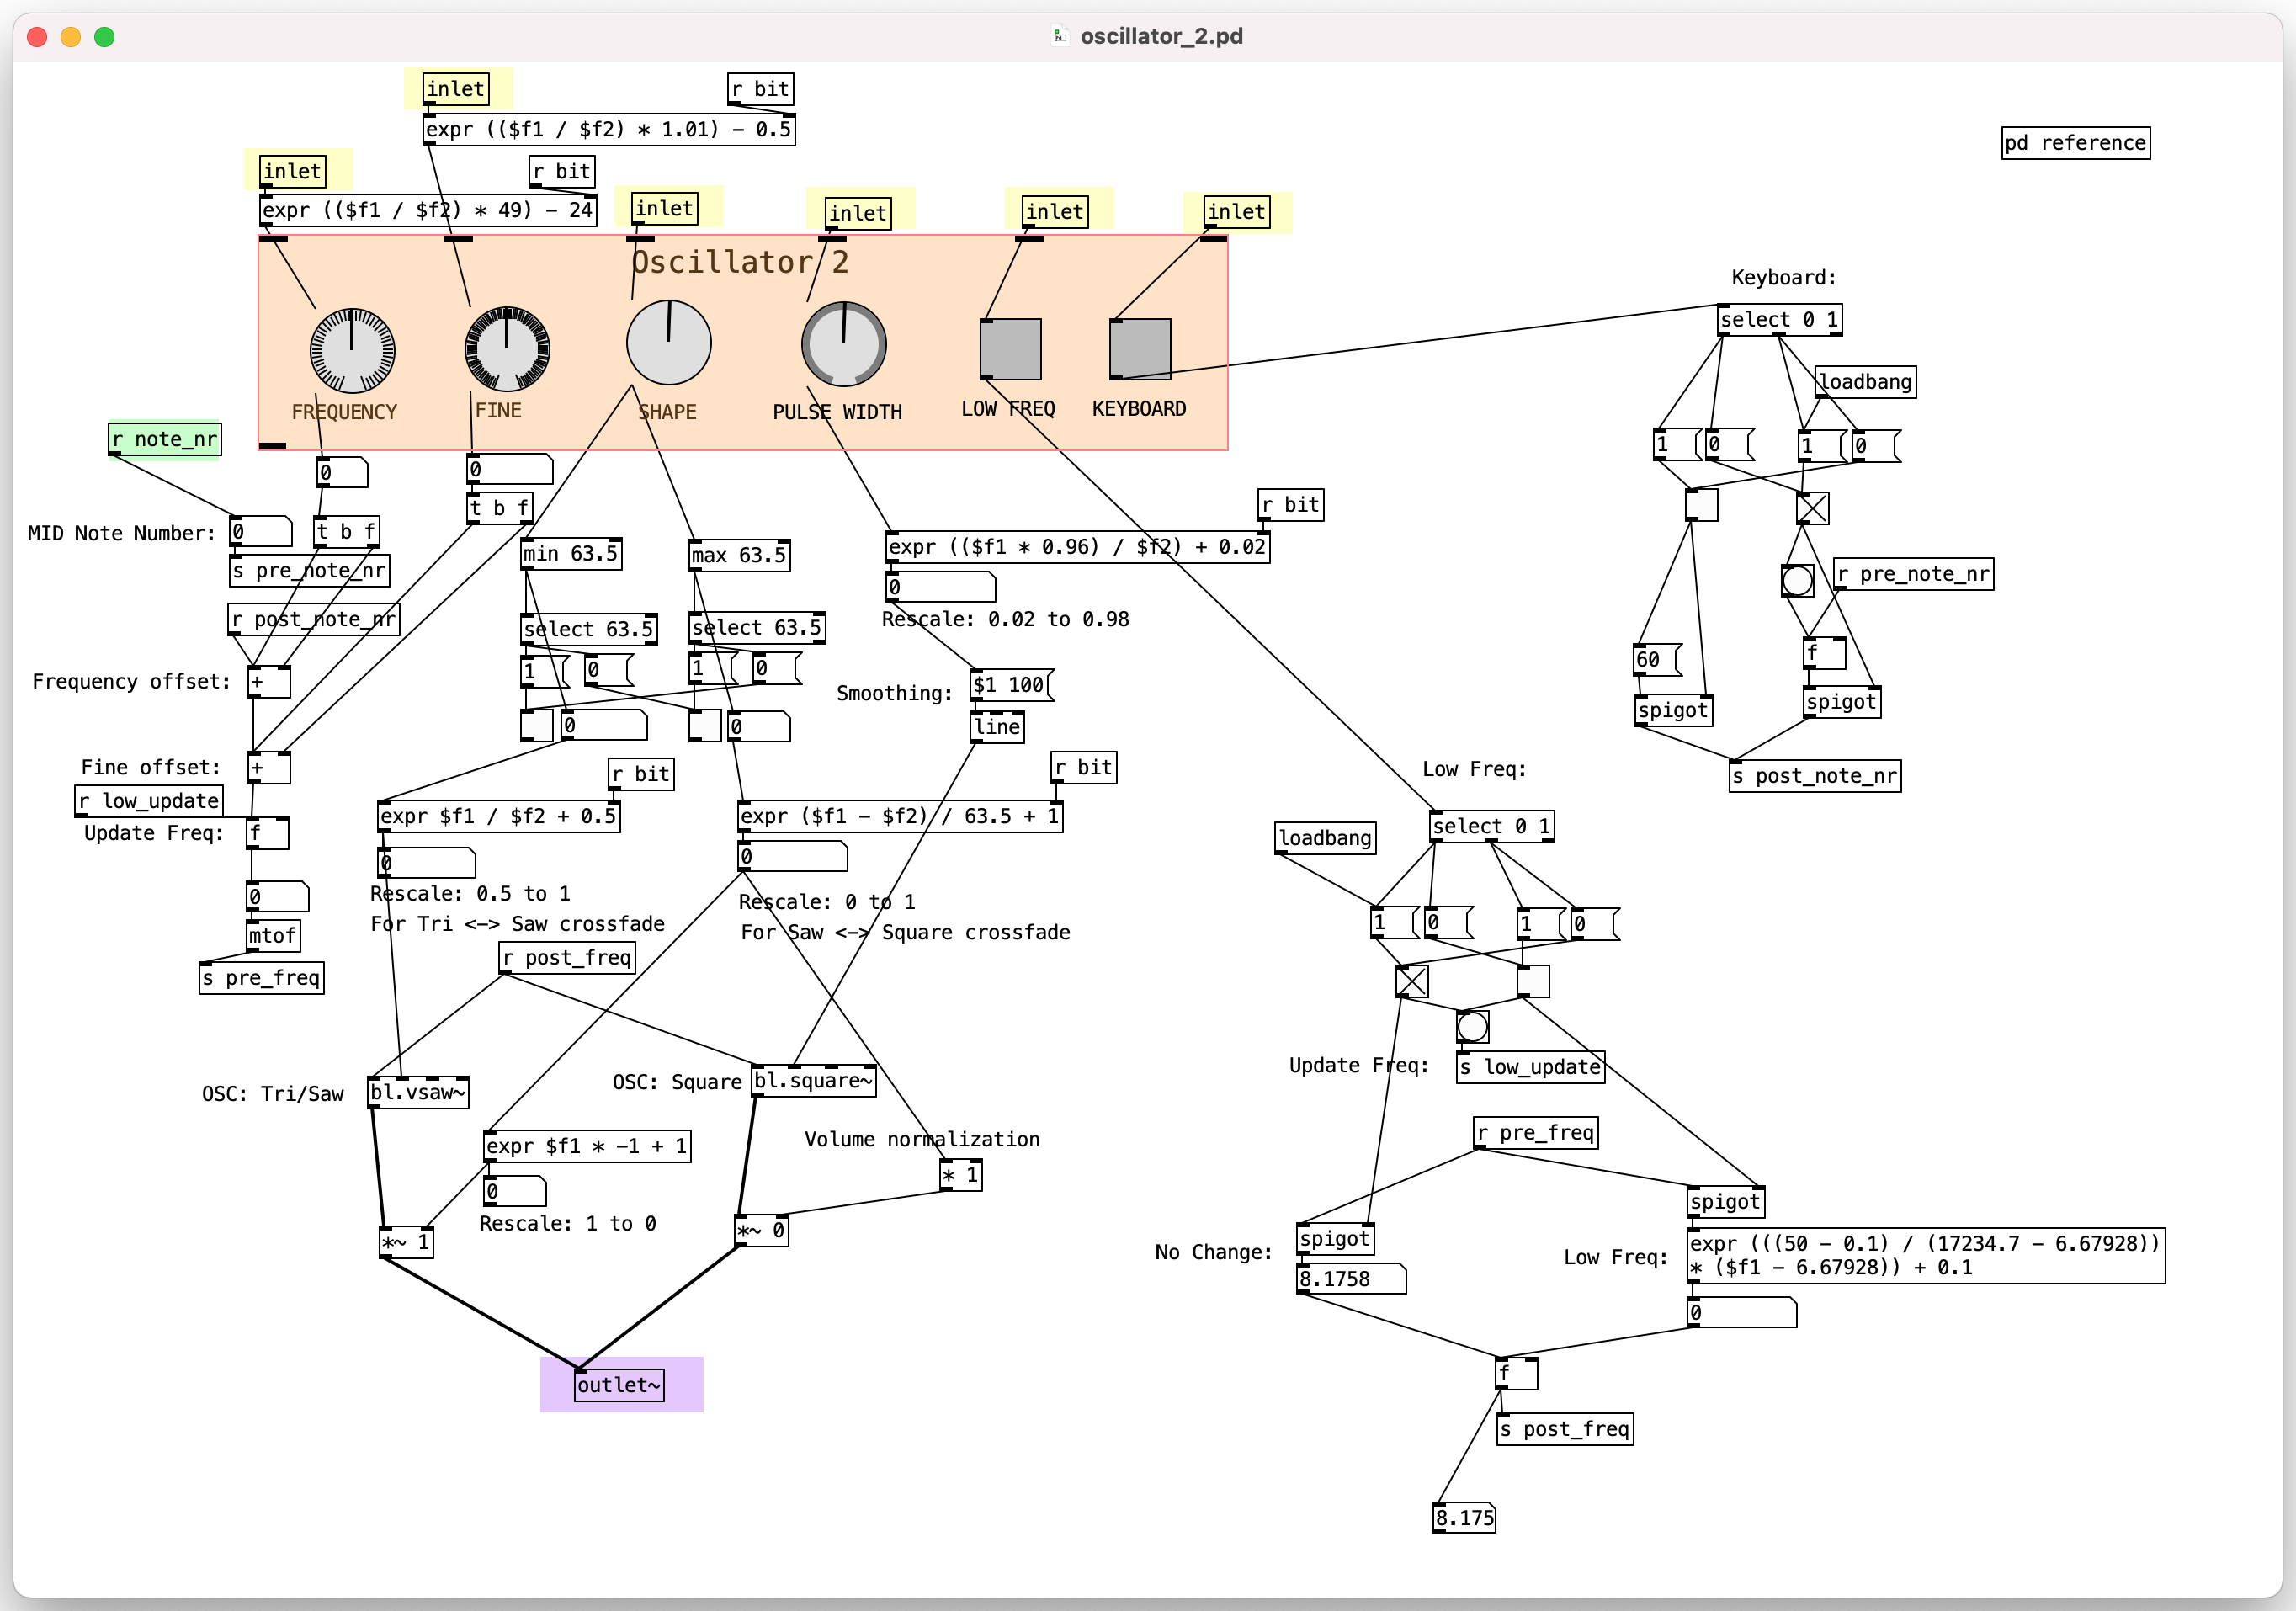 oscillator_2.pd
inlet
r bit
expr (($f1 / $f2) * 1.01) - 0.5
pd reference
inlet
r bit
expr (($f1 / $f2) * 49) - 24
inlet
inlet
inlet
inlet
Oscillator 2
FREQUENCY
FINE
SHAPE
PULSE WIDTH
LOW FREQ
KEYBOARD
Keyboard:
select 0 1
loadbang
1
0
1
0
r pre_note_nr
f
60
spigot
spigot
s post_note_nr
r note_nr
0
0
MID Note Number:
0
t b f
t b f
s pre_note_nr
r post_note_nr
Frequency offset:
+
Fine offset:
+
r low_update
Update Freq:
f
0
mtof
s pre_freq
min 63.5
max 63.5
select 63.5
select 63.5
1
0
1
0
0
0
r bit
expr (($f1 * 0.96) / $f2) + 0.02
0
Rescale: 0.02 to 0.98
Smoothing:
$1 100
line
r bit
r bit
expr $f1 / $f2 + 0.5
expr ($f1 - $f2) / 63.5 + 1
0
0
Rescale: 0.5 to 1
For Tri <-> Saw crossfade
Rescale: 0 to 1
For Saw <-> Square crossfade
r post_freq
OSC: Tri/Saw
bl.vsaw~
OSC: Square
bl.square~
expr $f1 * -1 + 1
0
Rescale: 1 to 0
Volume normalization
* 1
*~ 1
*~ 0
outlet~
Low Freq:
select 0 1
loadbang
1
0
1
0
Update Freq:
s low_update
r pre_freq
spigot
No Change:
spigot
8.1758
Low Freq:
expr (((50 - 0.1) / (17234.7 - 6.67928))
* ($f1 - 6.67928)) + 0.1
0
f
s post_freq
8.175